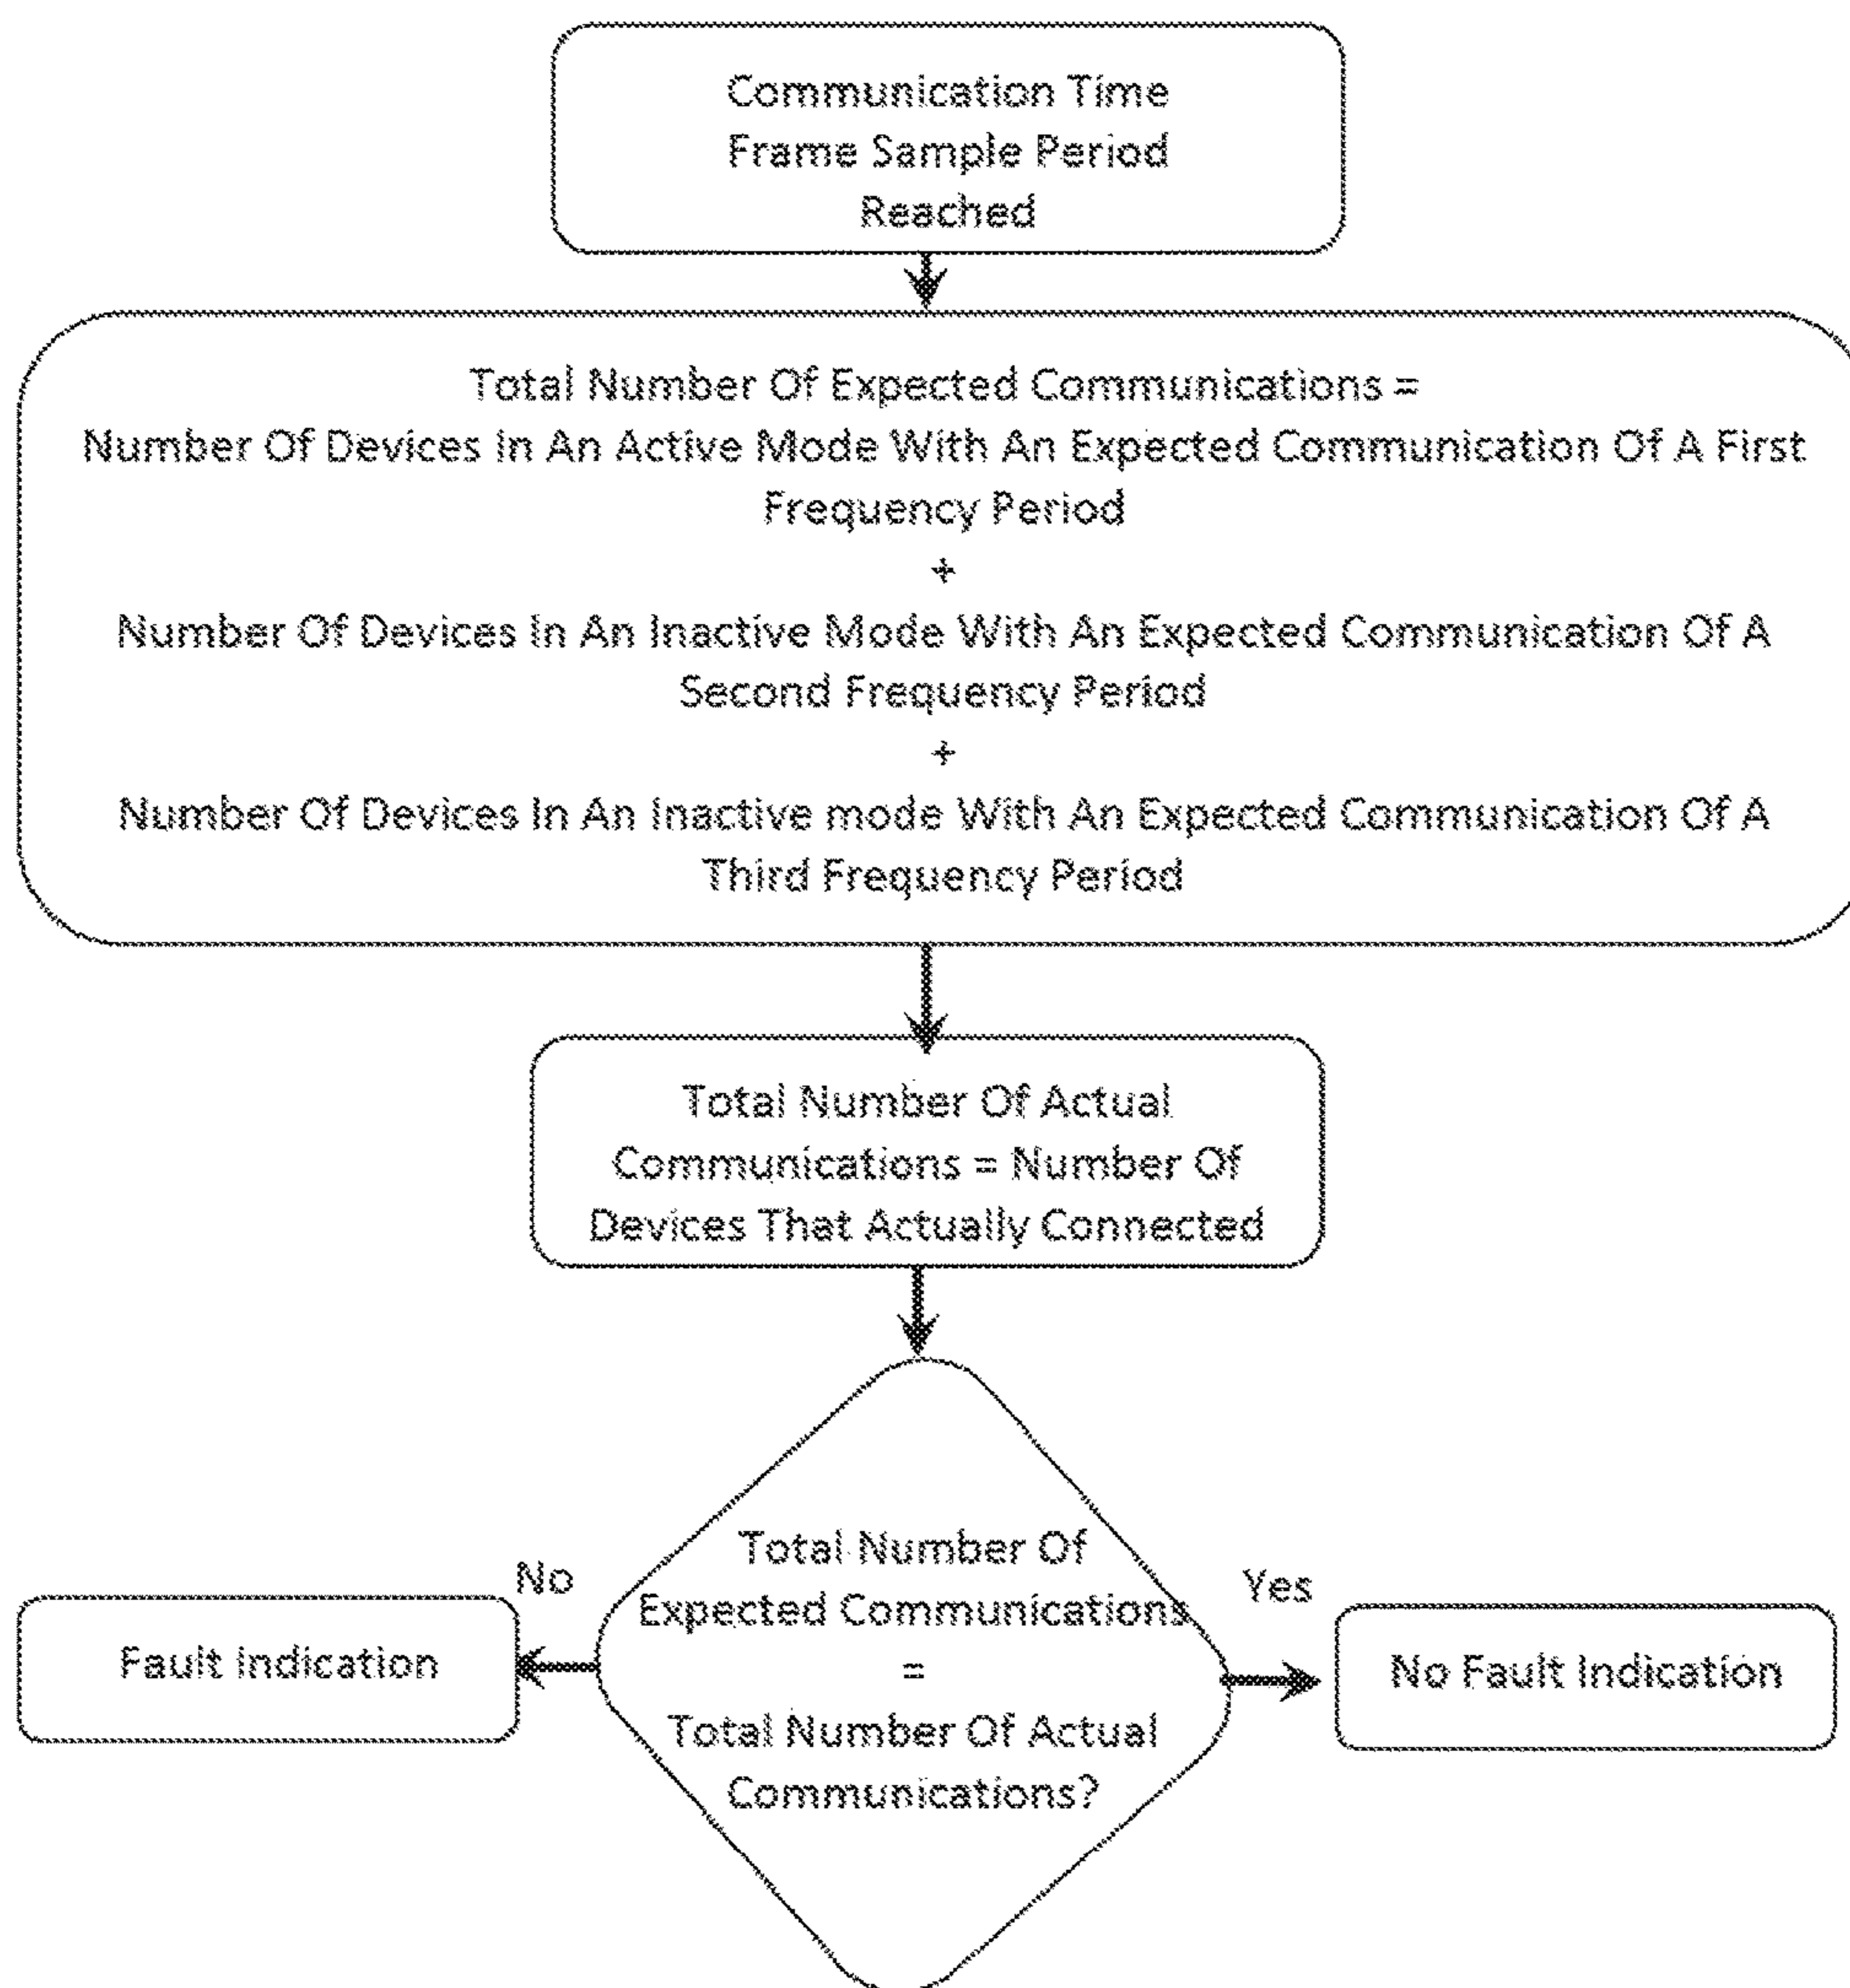 Communication Time
Frame Sample Period
Reached
Total Number Of Expected Communications =
Number Of Devices In An Active Mode With An Expected Communication Of A First
Frequency Period
+
Number Of Devices In An Inactive Mode With An Expected Communication Of A
Second Frequency Period
+
Number Of Devices In An Inactive mode With An Expected Communication Of A
Third Frequency Period
Total Number Of Actual
Communications = Number Of
Devices That Actually Connected
Total Number Of
Expected Communications
=
Total Number Of Actual
Communications?
No
Fault Indication
Yes
No Fault Indication